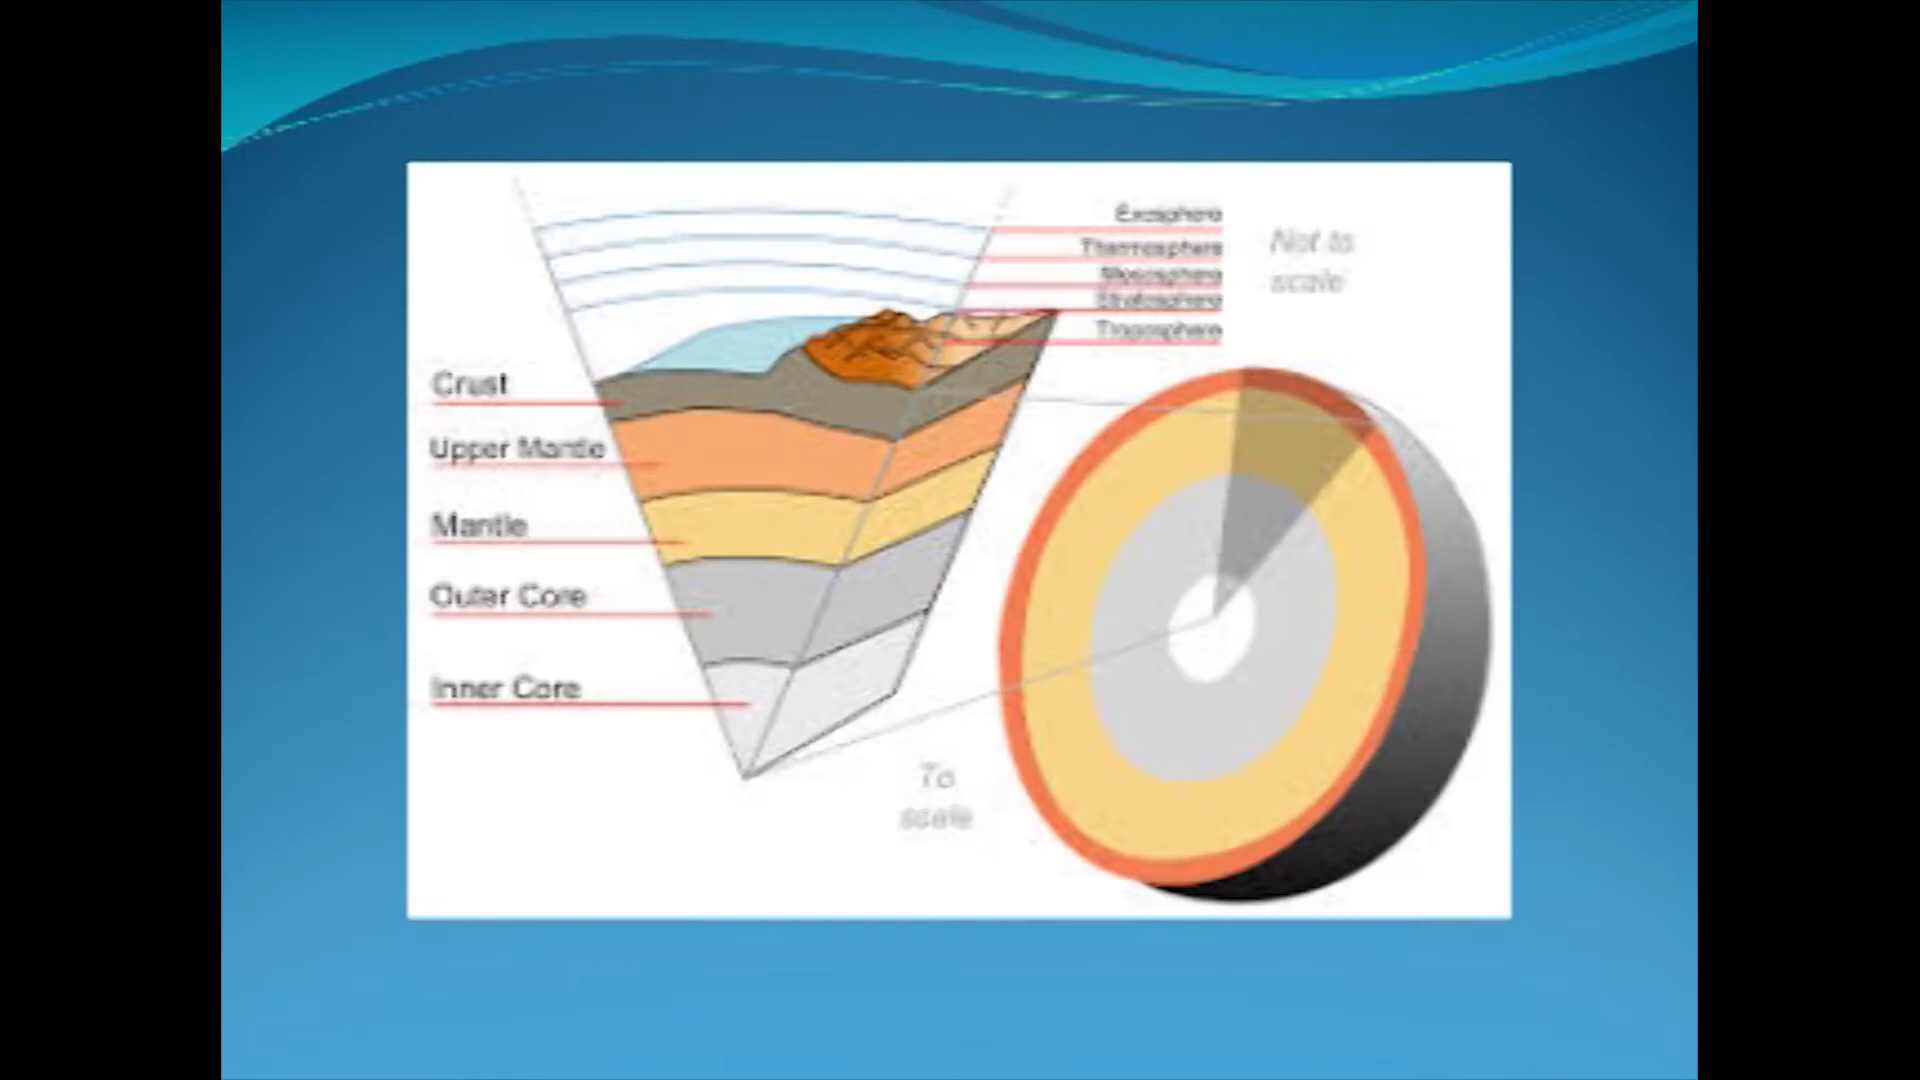 Exosphere
Thermosphere
Mesosphere
Stratosphere
Troposphere
Not to
scale
Crust
Upper Mantle
Mantle
Outer Core
Inner Core
To
scale